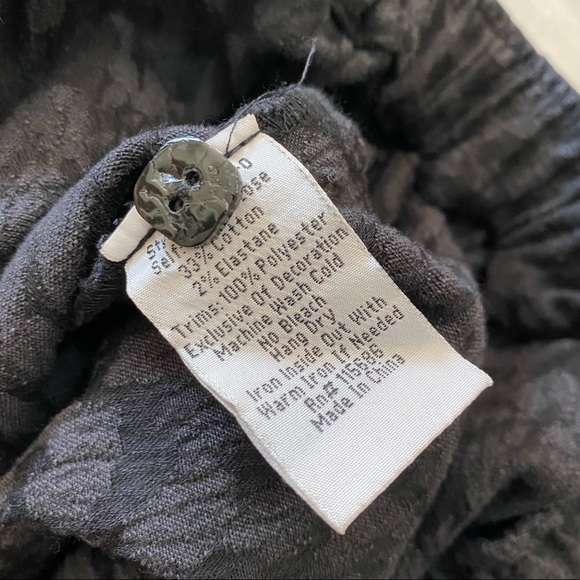 33% Cotton
2% Elastane
Trims:100% Polyester
Exclusive Of Decoration
Machine Wash Cold
No Bleach
Hang Dry
Iron Inside Out With
Warm Iron If Needed
Rn# 116686
Made In China